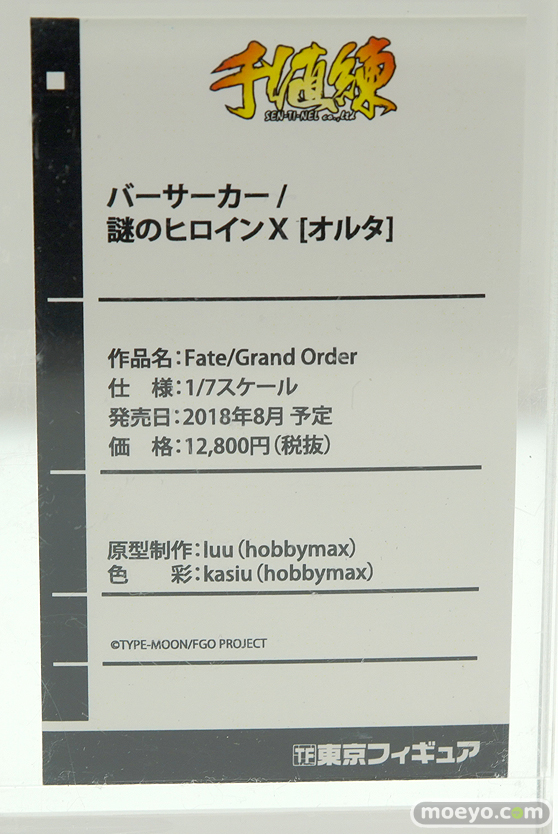 千値練
SEN-TI-NEL co.,ltd
バーサーカー /
謎のヒロインX [オルタ]
作品名：Fate/Grand Order
仕　様：1/7スケール
発売日：2018年8月 予定
価　格：12,800円（税抜）
原型制作：luu（hobbymax）
色　　彩：kasiu（hobbymax）
©TYPE-MOON/FGO PROJECT
TF 東京フィギュア
moeyo.com